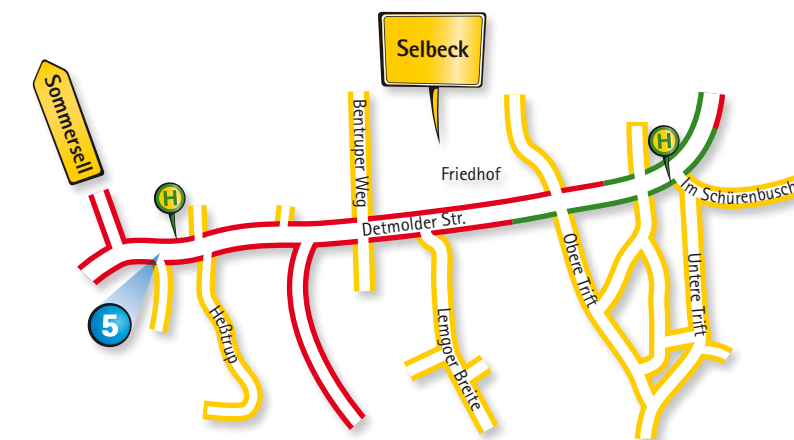 Selbeck
Sommersell
H
H
Bentruper Weg
Friedhof
Im Schürenbusch
Detmolder Str.
Obere Trift
Untere Trift
5
Heßtrup
Lemgoer Breite